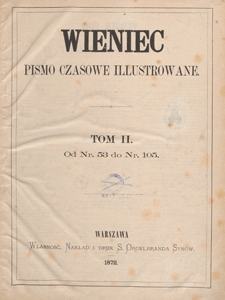 WIENIEC
PISMO CZASOWE ILLUSTROWANE.
TOM II.
Od Nr. 53 do Nr. 105.
WARSZAWA
WŁASNOŚĆ, NAKŁAD I DRUK S. ORGELBRANDA SYNÓW.
1872.